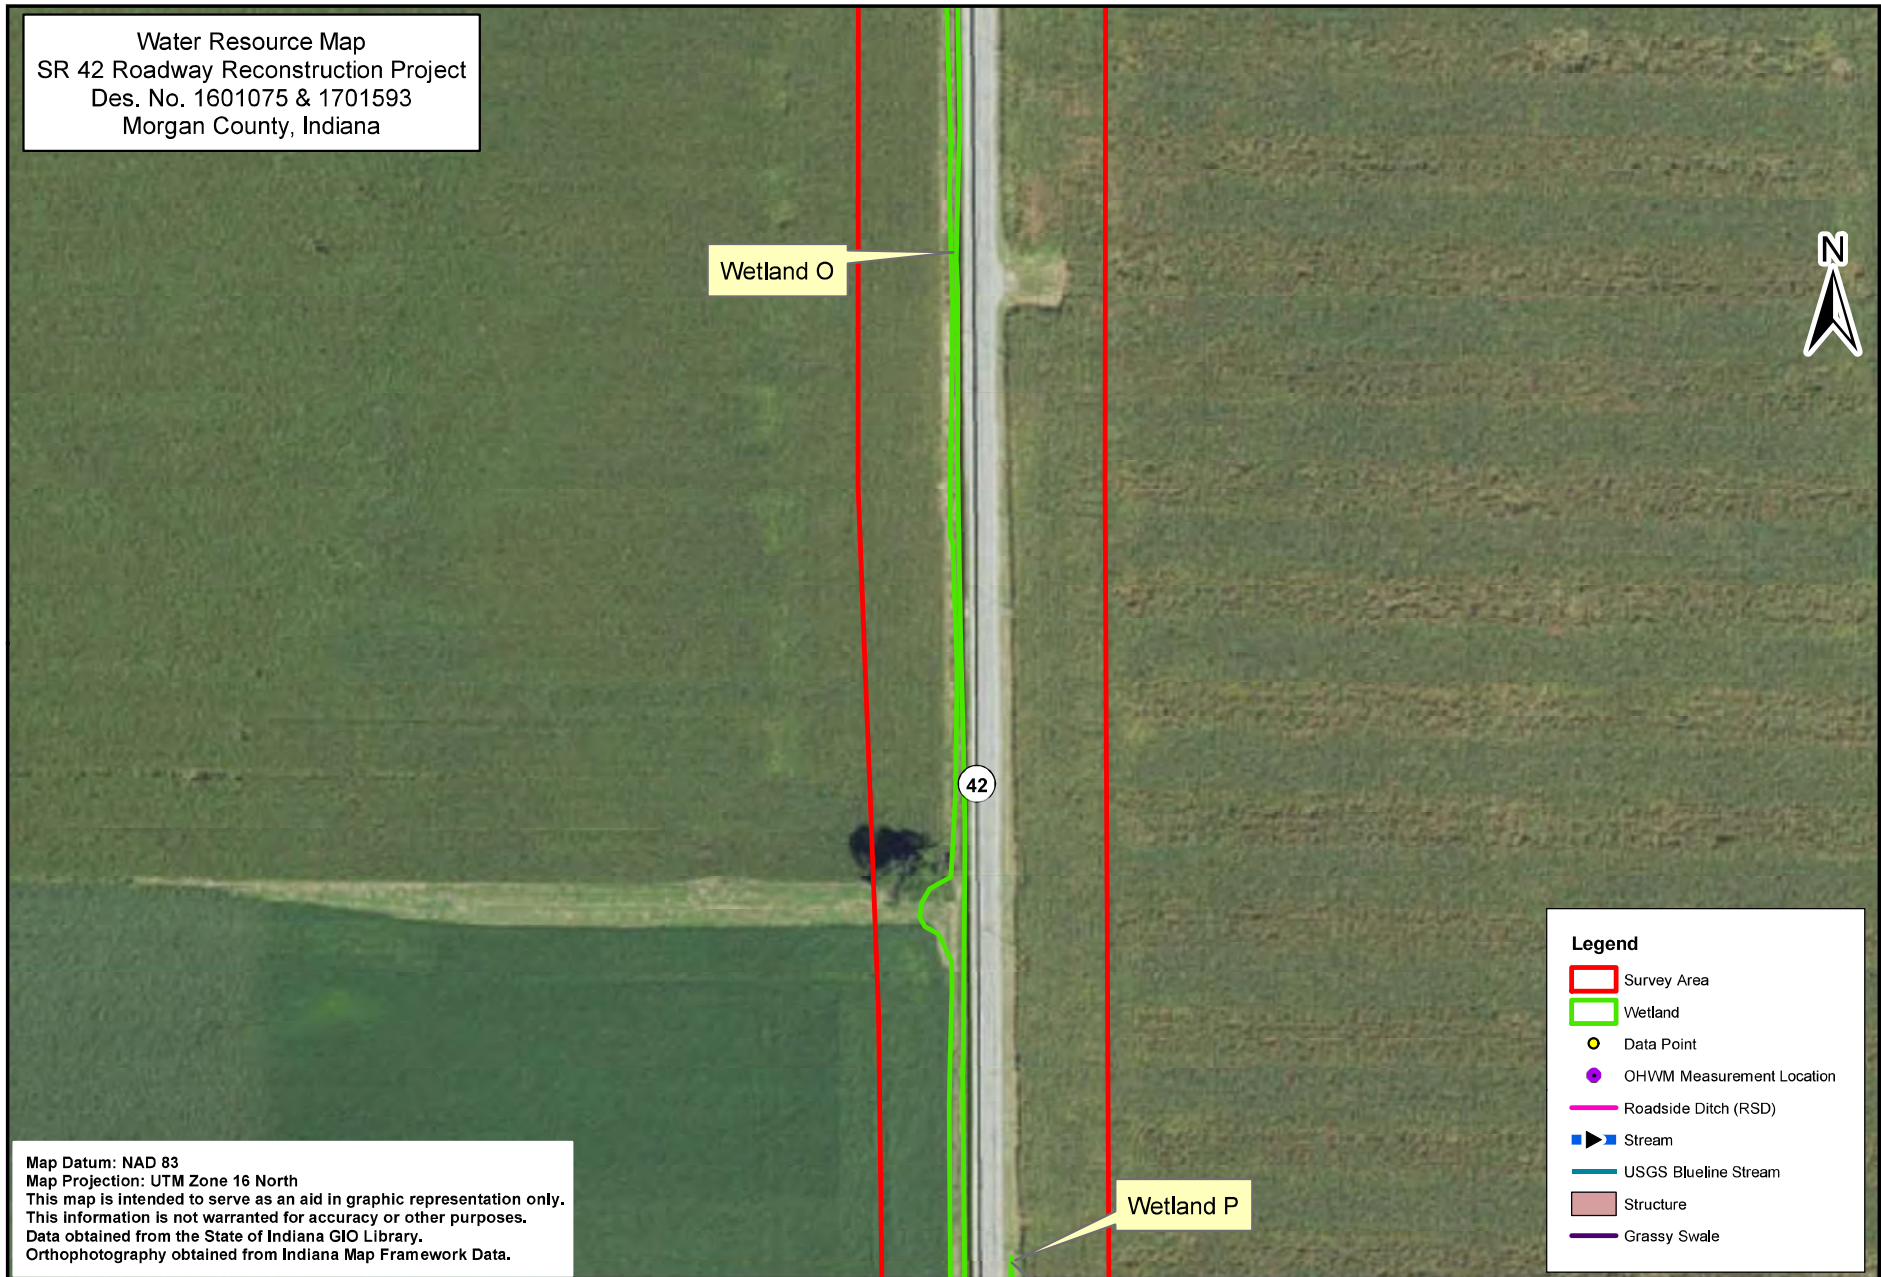 Water Resource Map
SR 42 Roadway Reconstruction Project
Des. No. 1601075 & 1701593
Morgan County, Indiana
Wetland O
N
42
Wetland P
Legend
Survey Area
Wetland
Data Point
OHWM Measurement Location
Roadside Ditch (RSD)
Stream
USGS Blueline Stream
Structure
Grassy Swale
Map Datum: NAD 83
Map Projection: UTM Zone 16 North
This map is intended to serve as an aid in graphic representation only.
This information is not warranted for accuracy or other purposes.
Data obtained from the State of Indiana GIO Library.
Orthophotography obtained from Indiana Map Framework Data.